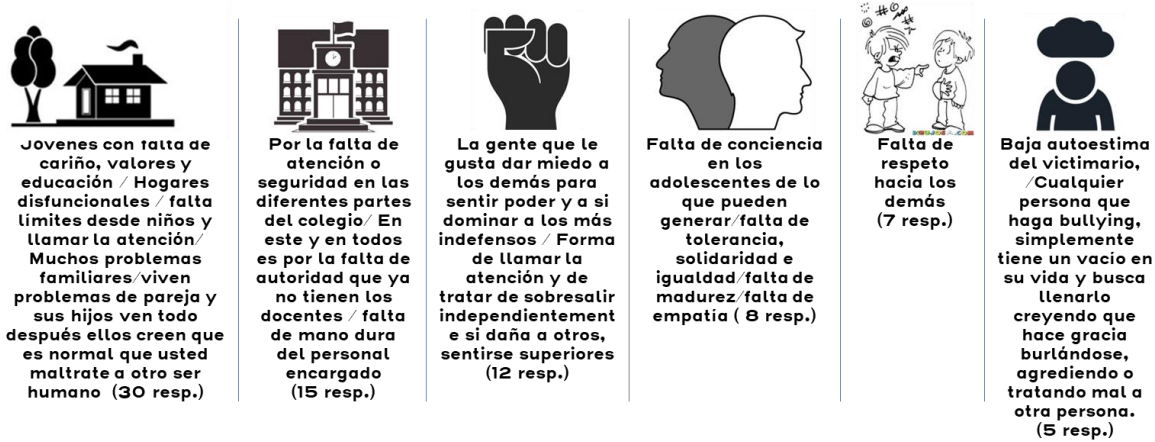 Jóvenes con falta de
cariño, valores y
educación / Hogares
disfuncionales / falta
límites desde niños y
llamar la atención/
Muchos problemas
familiares/viven
problemas de pareja y
sus hijos ven todo
después ellos creen que
es normal que usted
maltrate a otro ser
humano (30 resp.)
Por la falta de
atención o
seguridad en las
diferentes partes
del colegio/ En
este y en todos
es por la falta de
autoridad que ya
no tienen los
docentes / falta
de mano dura
del personal
encargado
(15 resp.)
La gente que le
gusta dar miedo a
los demás para
sentir poder y a si
dominar a los más
indefensos / Forma
de llamar la
atención y de
tratar de sobresalir
independientement
e si daña a otros,
sentirse superiores
(12 resp.)
Falta de conciencia
en los
adolescentes de lo
que pueden
generar/falta de
tolerancia,
solidaridad e
igualdad/falta de
madurez/falta de
empatía ( 8 resp.)
Falta de
respeto
hacia los
demás
(7 resp.)
Baja autoestima
del victimario,
/Cualquier
persona que
haga bullying,
simplemente
tiene un vacio en
su vida y busca
llenarlo
creyendo que
hace gracia
burlándose,
agrediendo o
tratando mal a
otra persona.
(5 resp.)